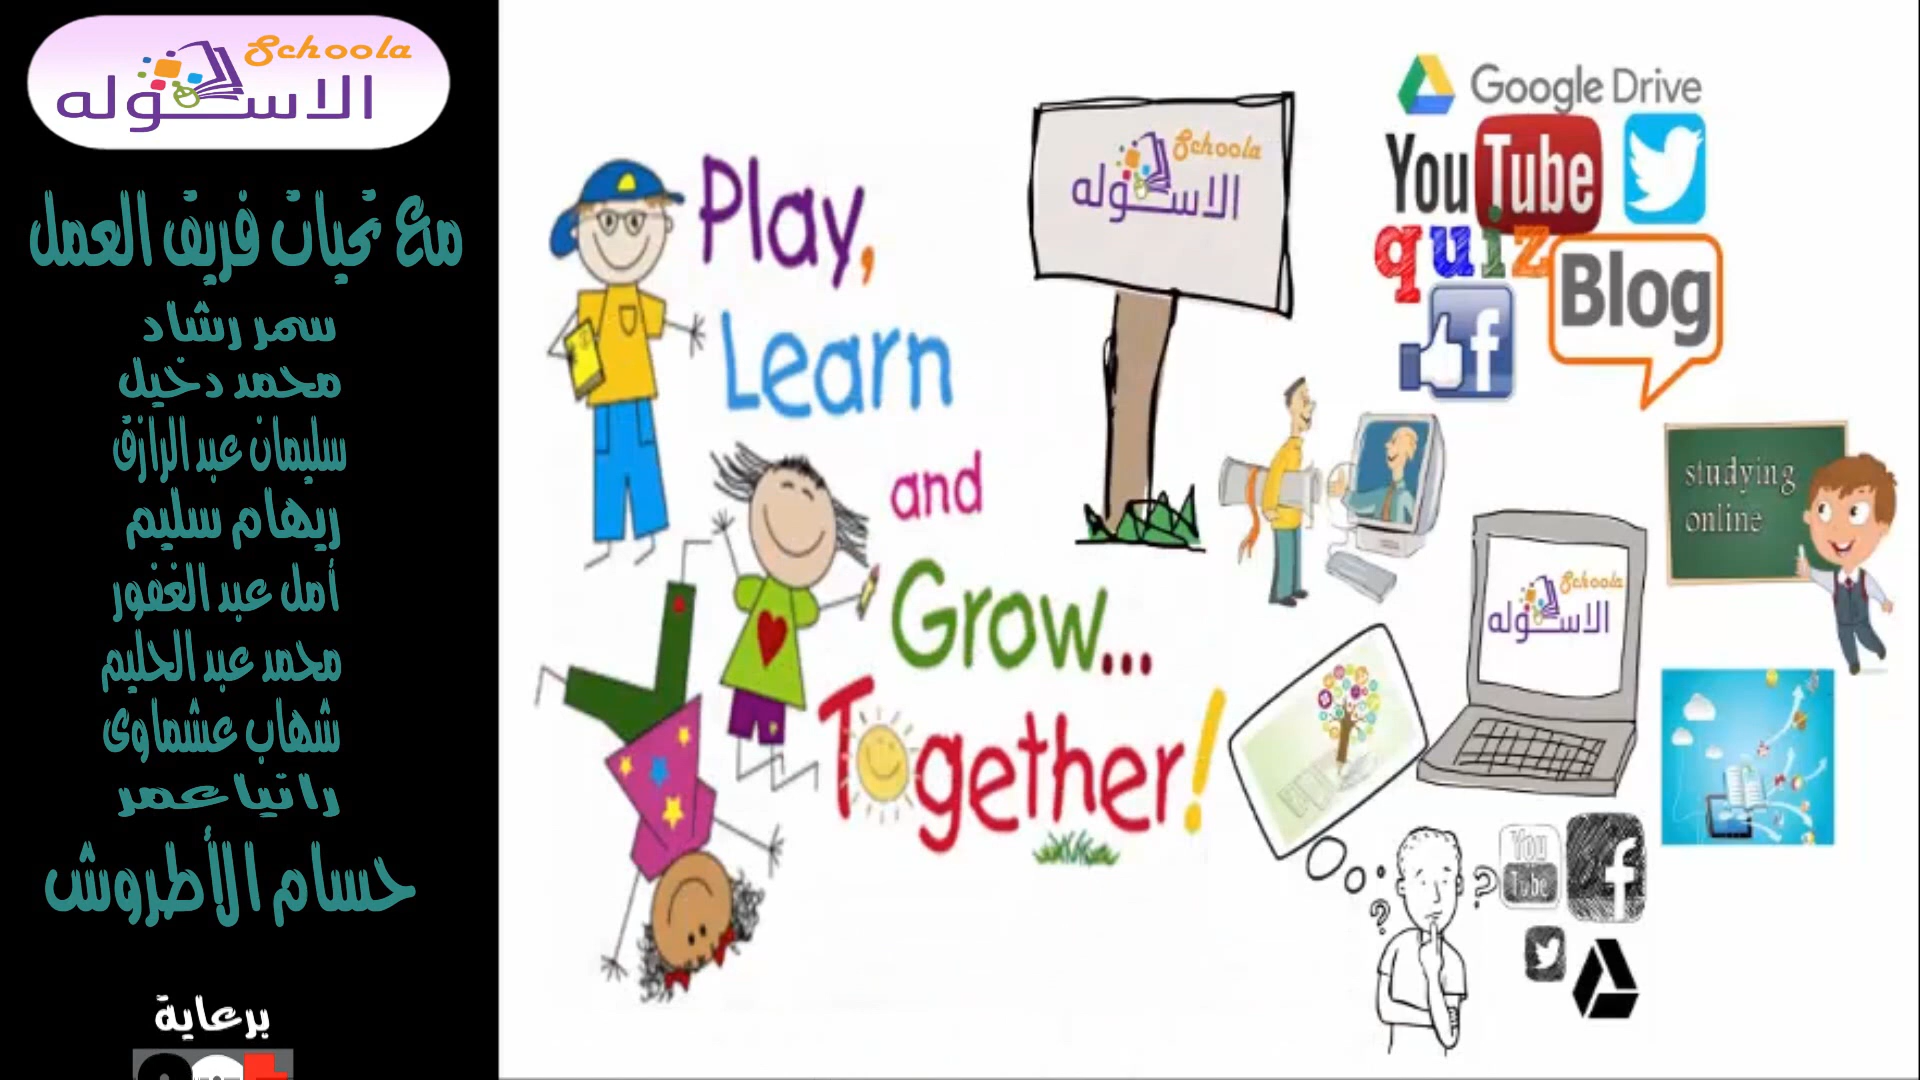 Schoola
الاسكوله
مع تحيات فريق العمل
سمر رشاد
محمد دخيل
سليمان عبد الرازق
ريهام سليم
أمل عبد الغفور
محمد عبد الحليم
شهاب عشماوى
رانيا عمر
حسام الأطروش
برعاية
Play,
Learn
and
Grow...
Together!
Schoola
الاسكوله
Google Drive
YouTube
quiz
Blog
f
studying
online
Schoola
الاسكوله
You
Tube
f
? ?